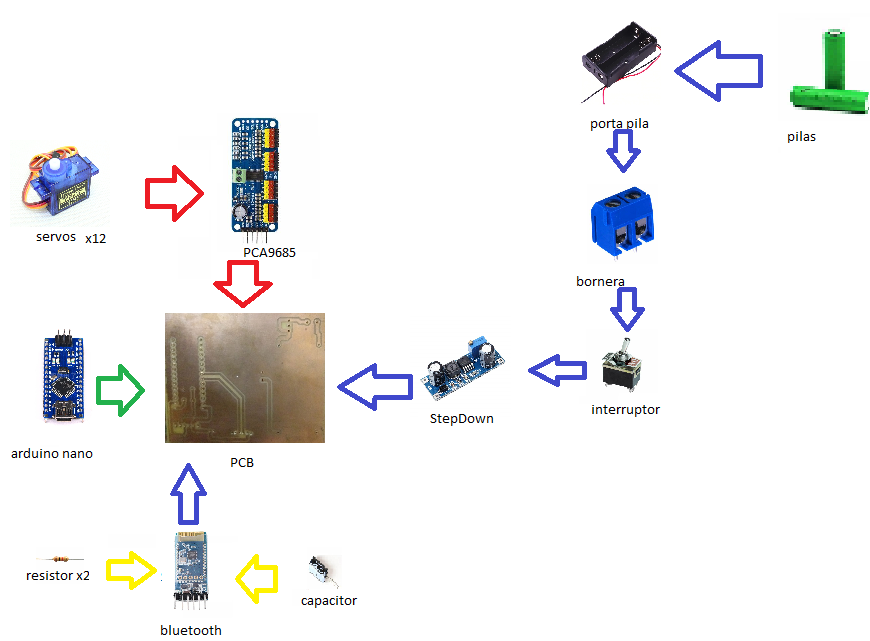 porta pila
pilas
servos x12
PCA9685
bornera
interruptor
StepDown
arduino nano
PCB
resistor x2
capacitor
bluetooth